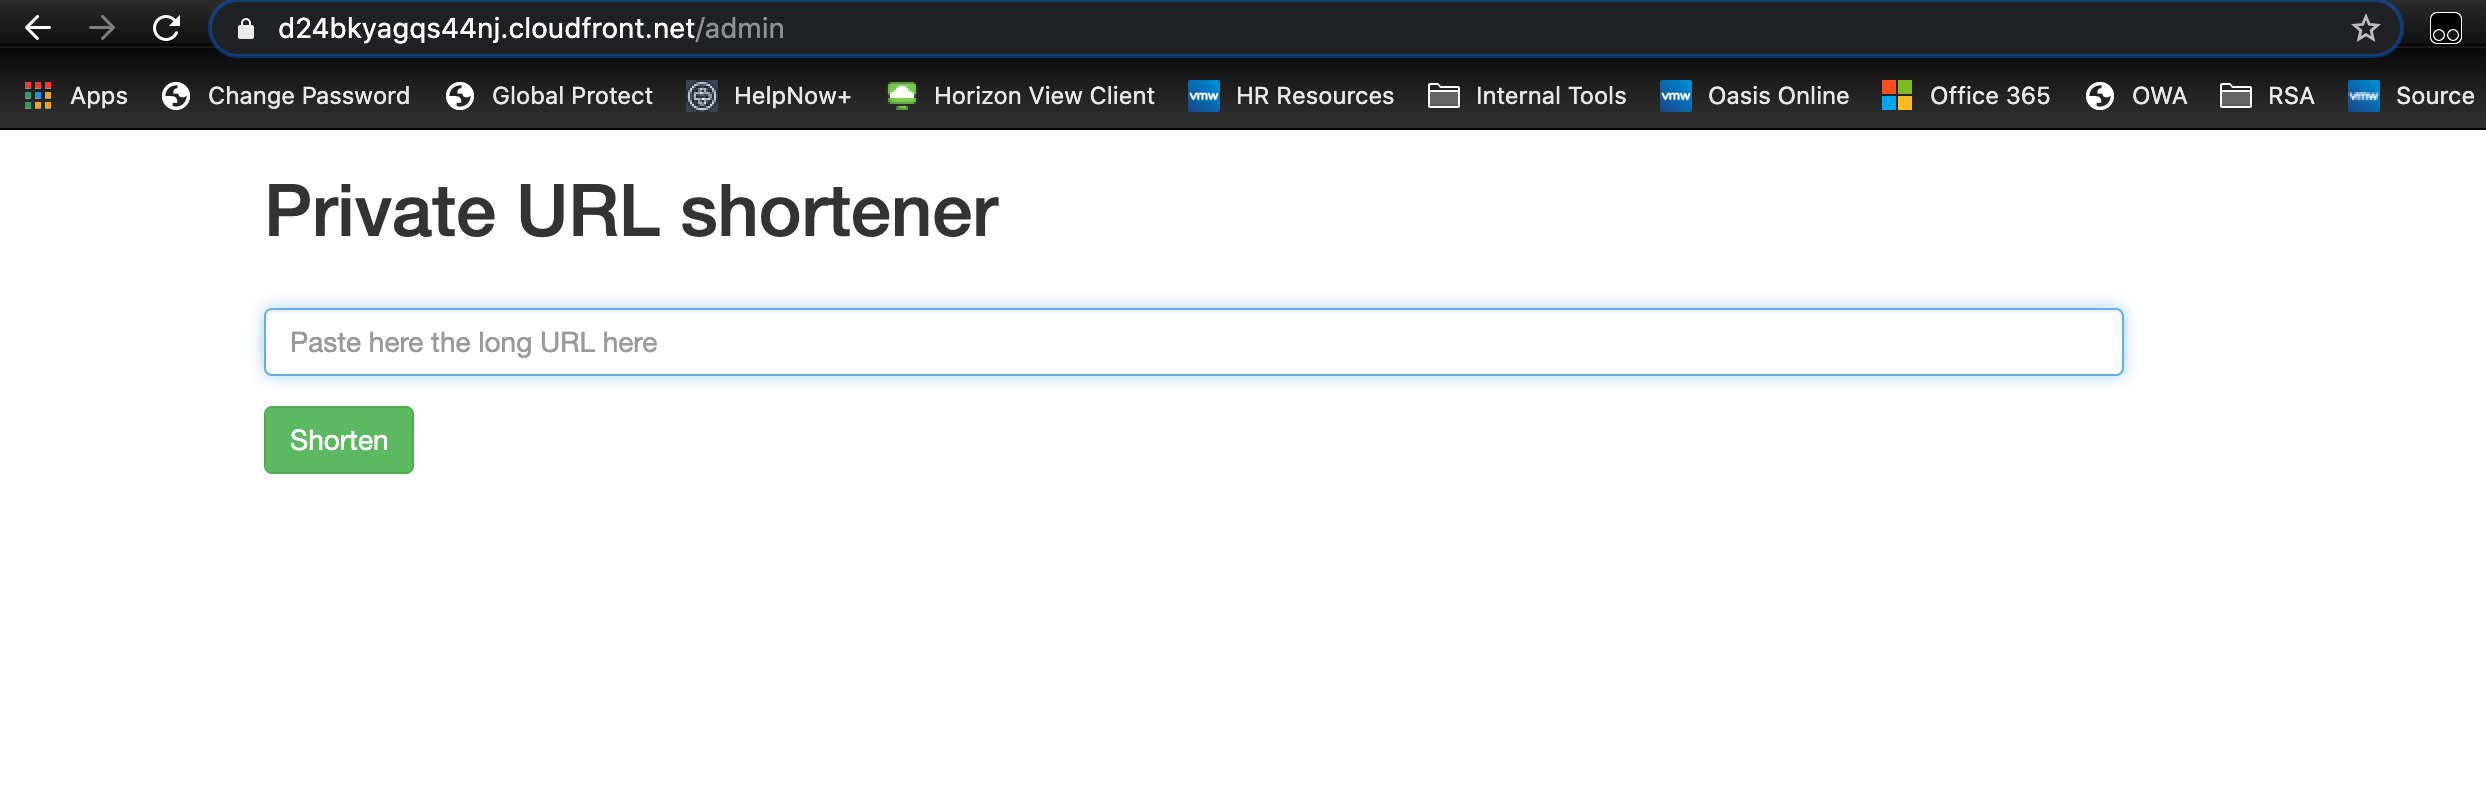 d24bkyagqs44nj.cloudfront.net/admin
Apps Change Password Global Protect HelpNow+ Horizon View Client vmw HR Resources Internal Tools vmw Oasis Online Office 365 OWA RSA vmw Source
Private URL shortener
Paste here the long URL here
Shorten